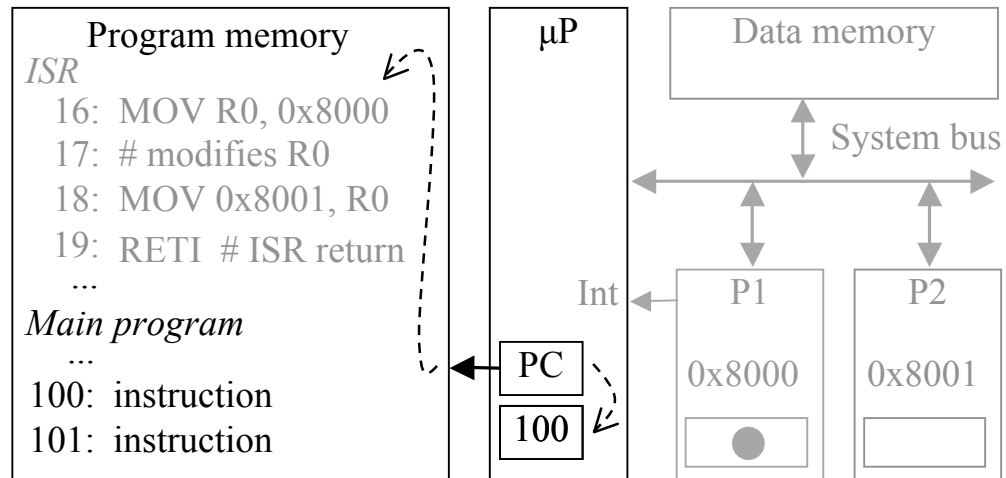 Program memory
ISR
16: MOV R0, 0x8000
17: # modifies R0
18: MOV 0x8001, R0
19: RETI # ISR return
...
Main program
...
100: instruction
101: instruction
μP
Int
PC
100
Data memory
System bus
P1
0x8000
P2
0x8001